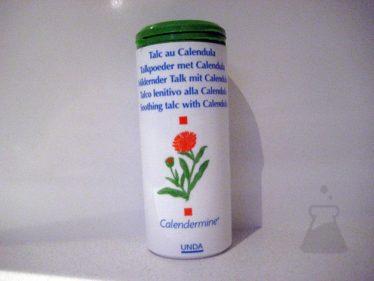 Talc au Calendula
Talkpoeder met Calendula
ildernder Talk mit Calendula
Talco lenitivo alla Calendula
Soothing talc with Calendula
Calendermine®
UNDA